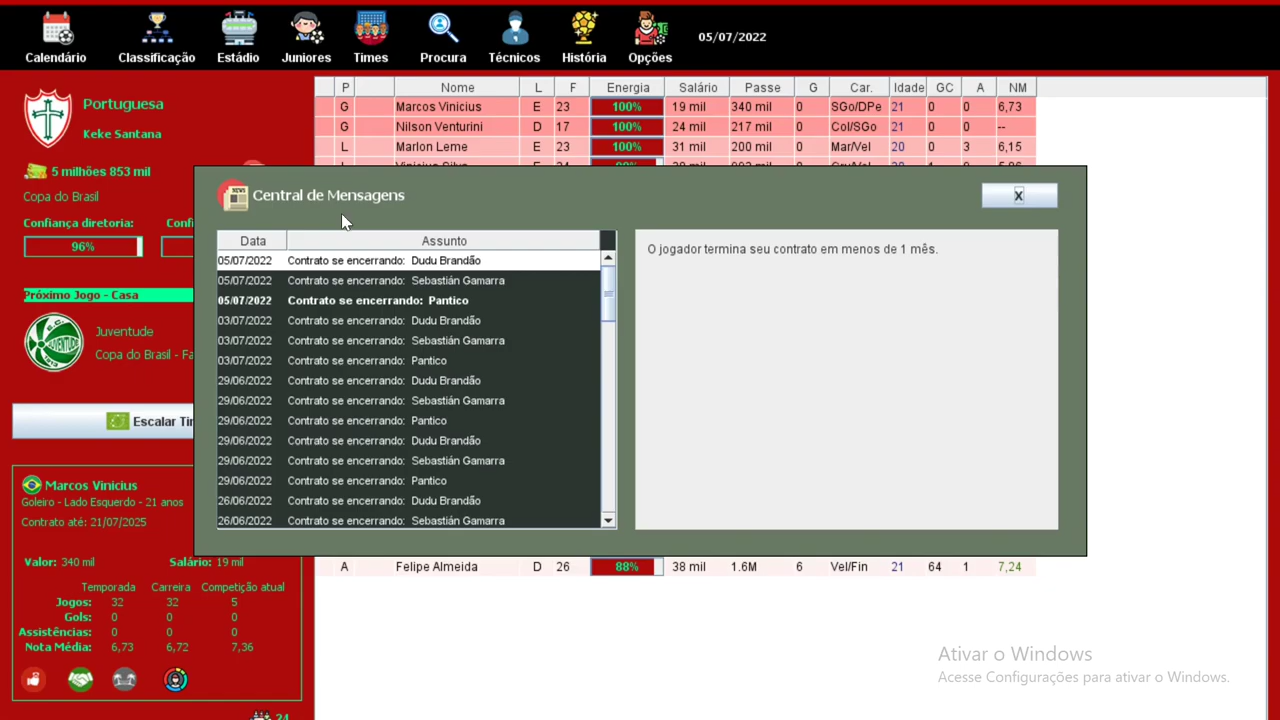 Calendário Classificação Estádio Juniores Times Procura Técnicos História Opções 05/07/2022
Portuguesa
Keke Santana
5 milhões 853 mil
Copa do Brasil
Confiança diretoria: Confi
96%
Próximo Jogo - Casa
Juventude
Copa do Brasil - Fa
Escalar Tim
P Nome L F Energia Salário Passe G Car. Idade GC A NM
G Marcos Vinicius E 23 100% 19 mil 340 mil 0 SGo/DPe 21 0 0 6,73
G Nilson Venturini D 17 100% 24 mil 217 mil 0 Col/SGo 21 0 0 --
L Marlon Leme E 23 100% 31 mil 200 mil 0 Mar/Vel 20 0 3 6,15
Central de Mensagens
X
Data Assunto
05/07/2022 Contrato se encerrando: Dudu Brandão
05/07/2022 Contrato se encerrando: Sebastián Gamarra
05/07/2022 Contrato se encerrando: Pantico
03/07/2022 Contrato se encerrando: Dudu Brandão
03/07/2022 Contrato se encerrando: Sebastián Gamarra
03/07/2022 Contrato se encerrando: Pantico
29/06/2022 Contrato se encerrando: Dudu Brandão
29/06/2022 Contrato se encerrando: Sebastián Gamarra
29/06/2022 Contrato se encerrando: Pantico
29/06/2022 Contrato se encerrando: Dudu Brandão
29/06/2022 Contrato se encerrando: Sebastián Gamarra
29/06/2022 Contrato se encerrando: Pantico
26/06/2022 Contrato se encerrando: Dudu Brandão
26/06/2022 Contrato se encerrando: Sebastián Gamarra
O jogador termina seu contrato em menos de 1 mês.
A Felipe Almeida D 26 88% 38 mil 1.6M 6 Vel/Fin 21 64 1 7,24
Marcos Vinicius
Goleiro - Lado Esquerdo - 21 anos
Contrato até: 21/07/2025
Valor: 340 mil Salário: 19 mil
Temporada Carreira Competição atual
Jogos: 32 32 5
Gols: 0 0 0
Assistências: 0 0 0
Nota Média: 6,73 6,72 7,36
24
Ativar o Windows
Acesse Configurações para ativar o Windows.